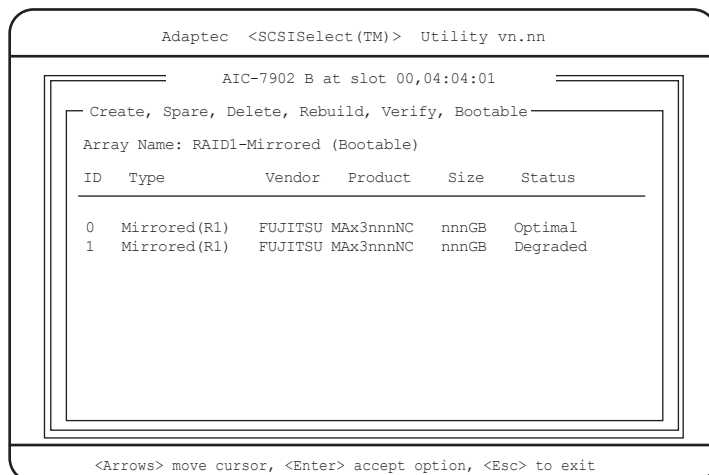 Adaptec <SCSISelect(TM)> Utility vn.nn
AIC-7902 B at slot 00,04:04:01
Create, Spare, Delete, Rebuild, Verify, Bootable
Array Name: RAID1-Mirrored (Bootable)
ID Type Vendor Product Size Status
0 Mirrored(R1) FUJITSU MAx3nnnNC nnnGB Optimal
1 Mirrored(R1) FUJITSU MAx3nnnNC nnnGB Degraded
<Arrows> move cursor, <Enter> accept option, <Esc> to exit